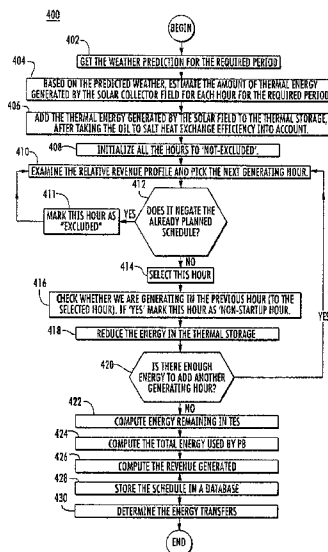 400
BEGIN
402
GET THE WEATHER PREDICTION FOR THE REQUIRED PERIOD
404
BASED ON THE PREDICTED WEATHER, ESTIMATE THE AMOUNT OF THERMAL ENERGY
GENERATED BY THE SOLAR COLLECTOR FIELD FOR EACH HOUR FOR THE REQUIRED PERIOD.
406
ADD THE THERMAL ENERGY GENERATED BY THE SOLAR FIELD TO THE THERMAL STORAGE,
AFTER TAKING THE OIL TO SALT HEAT EXCHANGE EFFICIENCY INTO ACCOUNT.
408
INITIALIZE ALL THE HOURS TO 'NOT-EXCLUDED'.
410
EXAMINE THE RELATIVE REVENUE PROFILE AND PICK THE NEXT GENERATING HOUR.
412
411
DOES IT NEGATE THE
ALREADY PLANNED
SCHEDULE?
YES
MARK THIS HOUR AS
"EXCLUDED"
NO
414
SELECT THIS HOUR
416
CHECK WHETHER WE ARE GENERATING IN THE PREVIOUS HOUR (TO THE
SELECTED HOUR). IF 'YES' MARK THIS HOUR AS 'NON-STARTUP HOUR.
418
REDUCE THE ENERGY IN THE THERMAL STORAGE
420
IS THERE ENOUGH
ENERGY TO ADD ANOTHER
GENERATING HOUR?
YES
NO
422
COMPUTE ENERGY REMAINING IN TES
424
COMPUTE THE TOTAL ENERGY USED BY PB
426
COMPUTE THE REVENUE GENERATED
428
STORE THE SCHEDULE IN A DATABASE
430
DETERMINE THE ENERGY TRANSFERS
END